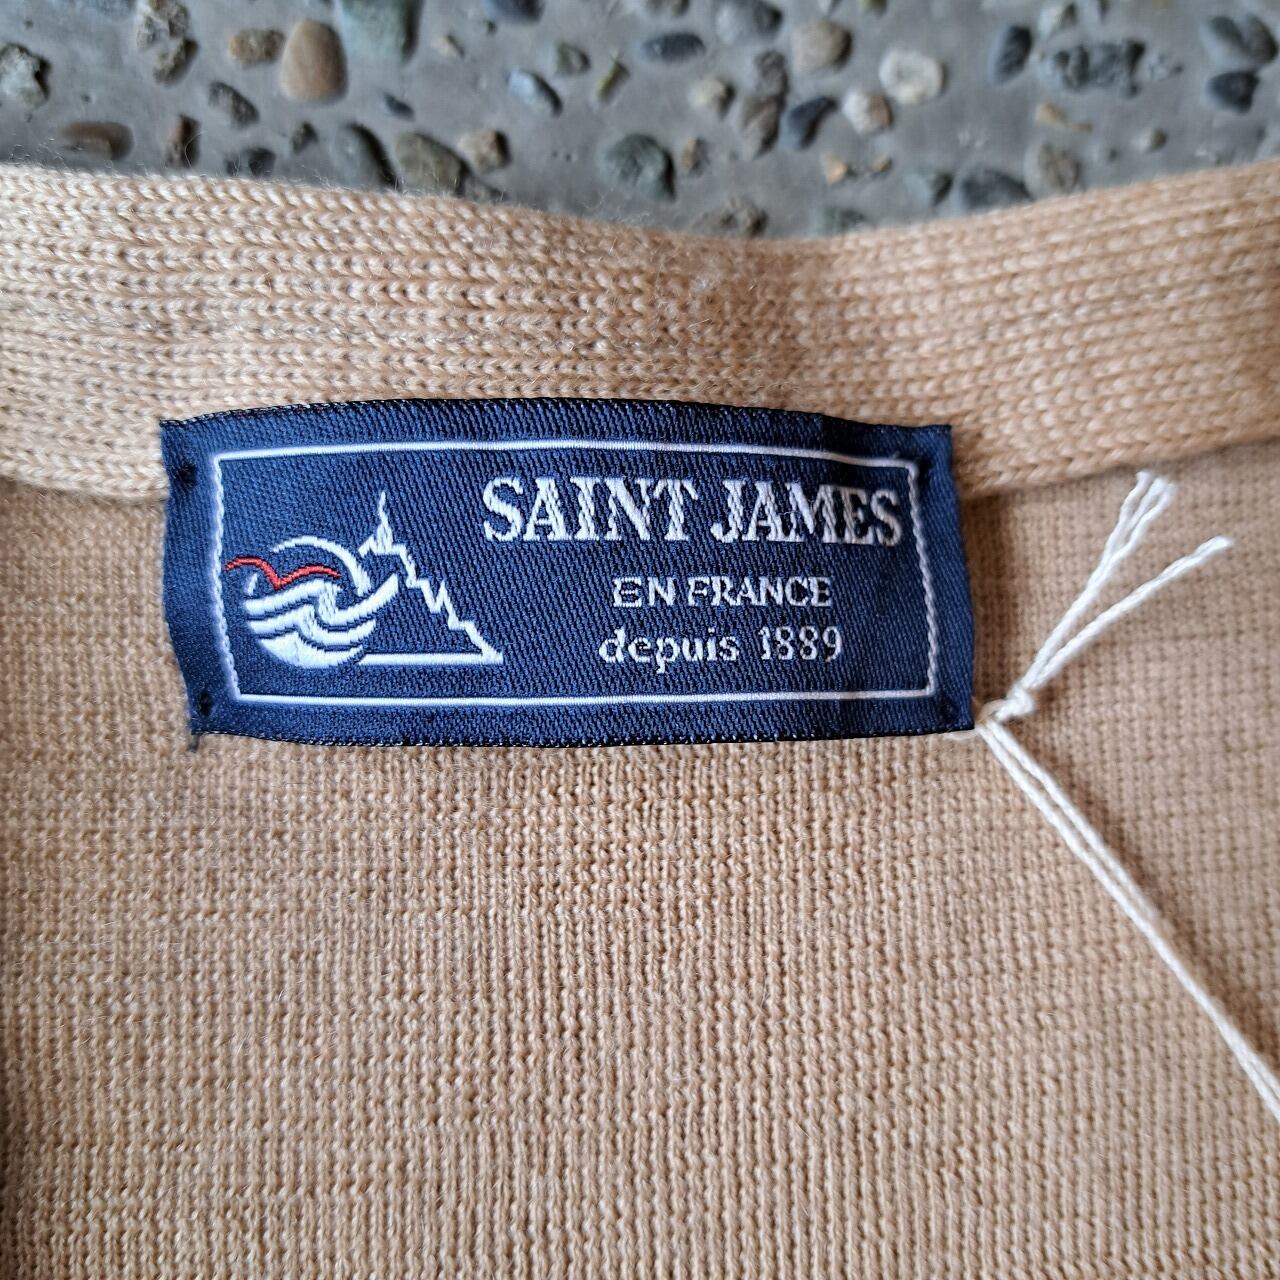 SAINT JAMES
EN FRANCE
depuis 1889